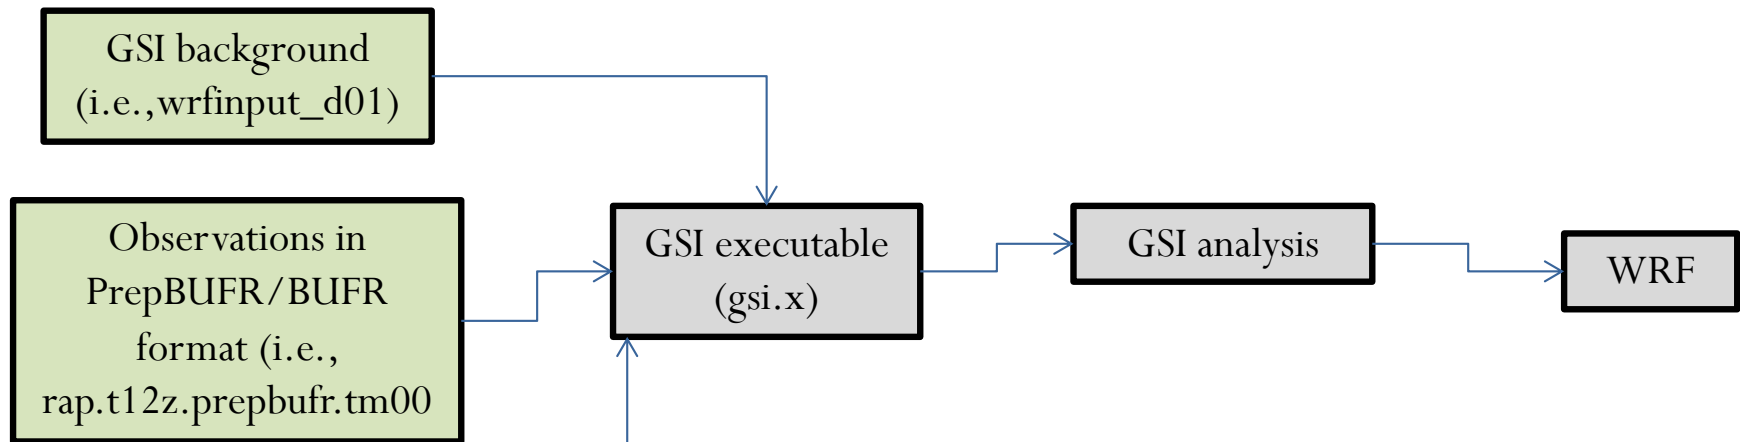 GSI background
(i.e.,wrfinput_d01)
Observations in
PrepBUFR/BUFR
format (i.e.,
rap.t12z.prepbufr.tm00
GSI executable
(gsi.x)
GSI analysis
WRF